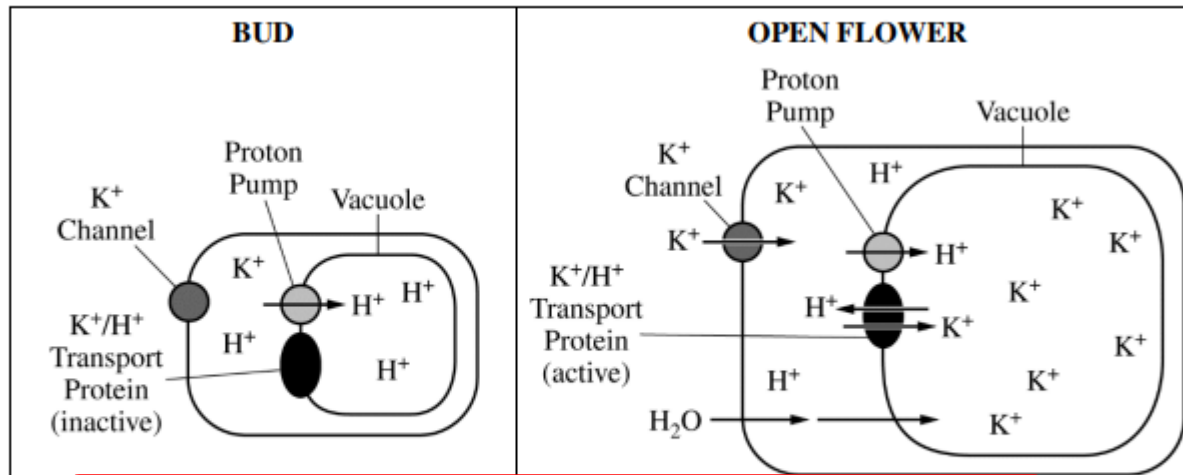 BUD
Proton
Pump
K+
Channel
Vacuole
K+
H+
H+
K+/H+
Transport
Protein
(inactive)
H+
H+
OPEN FLOWER
Proton
Pump
Vacuole
K+
Channel
H+
K+
K+
K+
K+
H+
K+/H+
Transport
Protein
(active)
H+
K+
K+
K+
H+
K+
H2O
K+